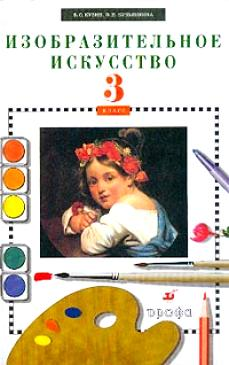 В. С. КУЗИН, Э. И. КУБЫШКИНА
ИЗОБРАЗИТЕЛЬНОЕ
ИСКУССТВО
3
КЛАСС
дрофа